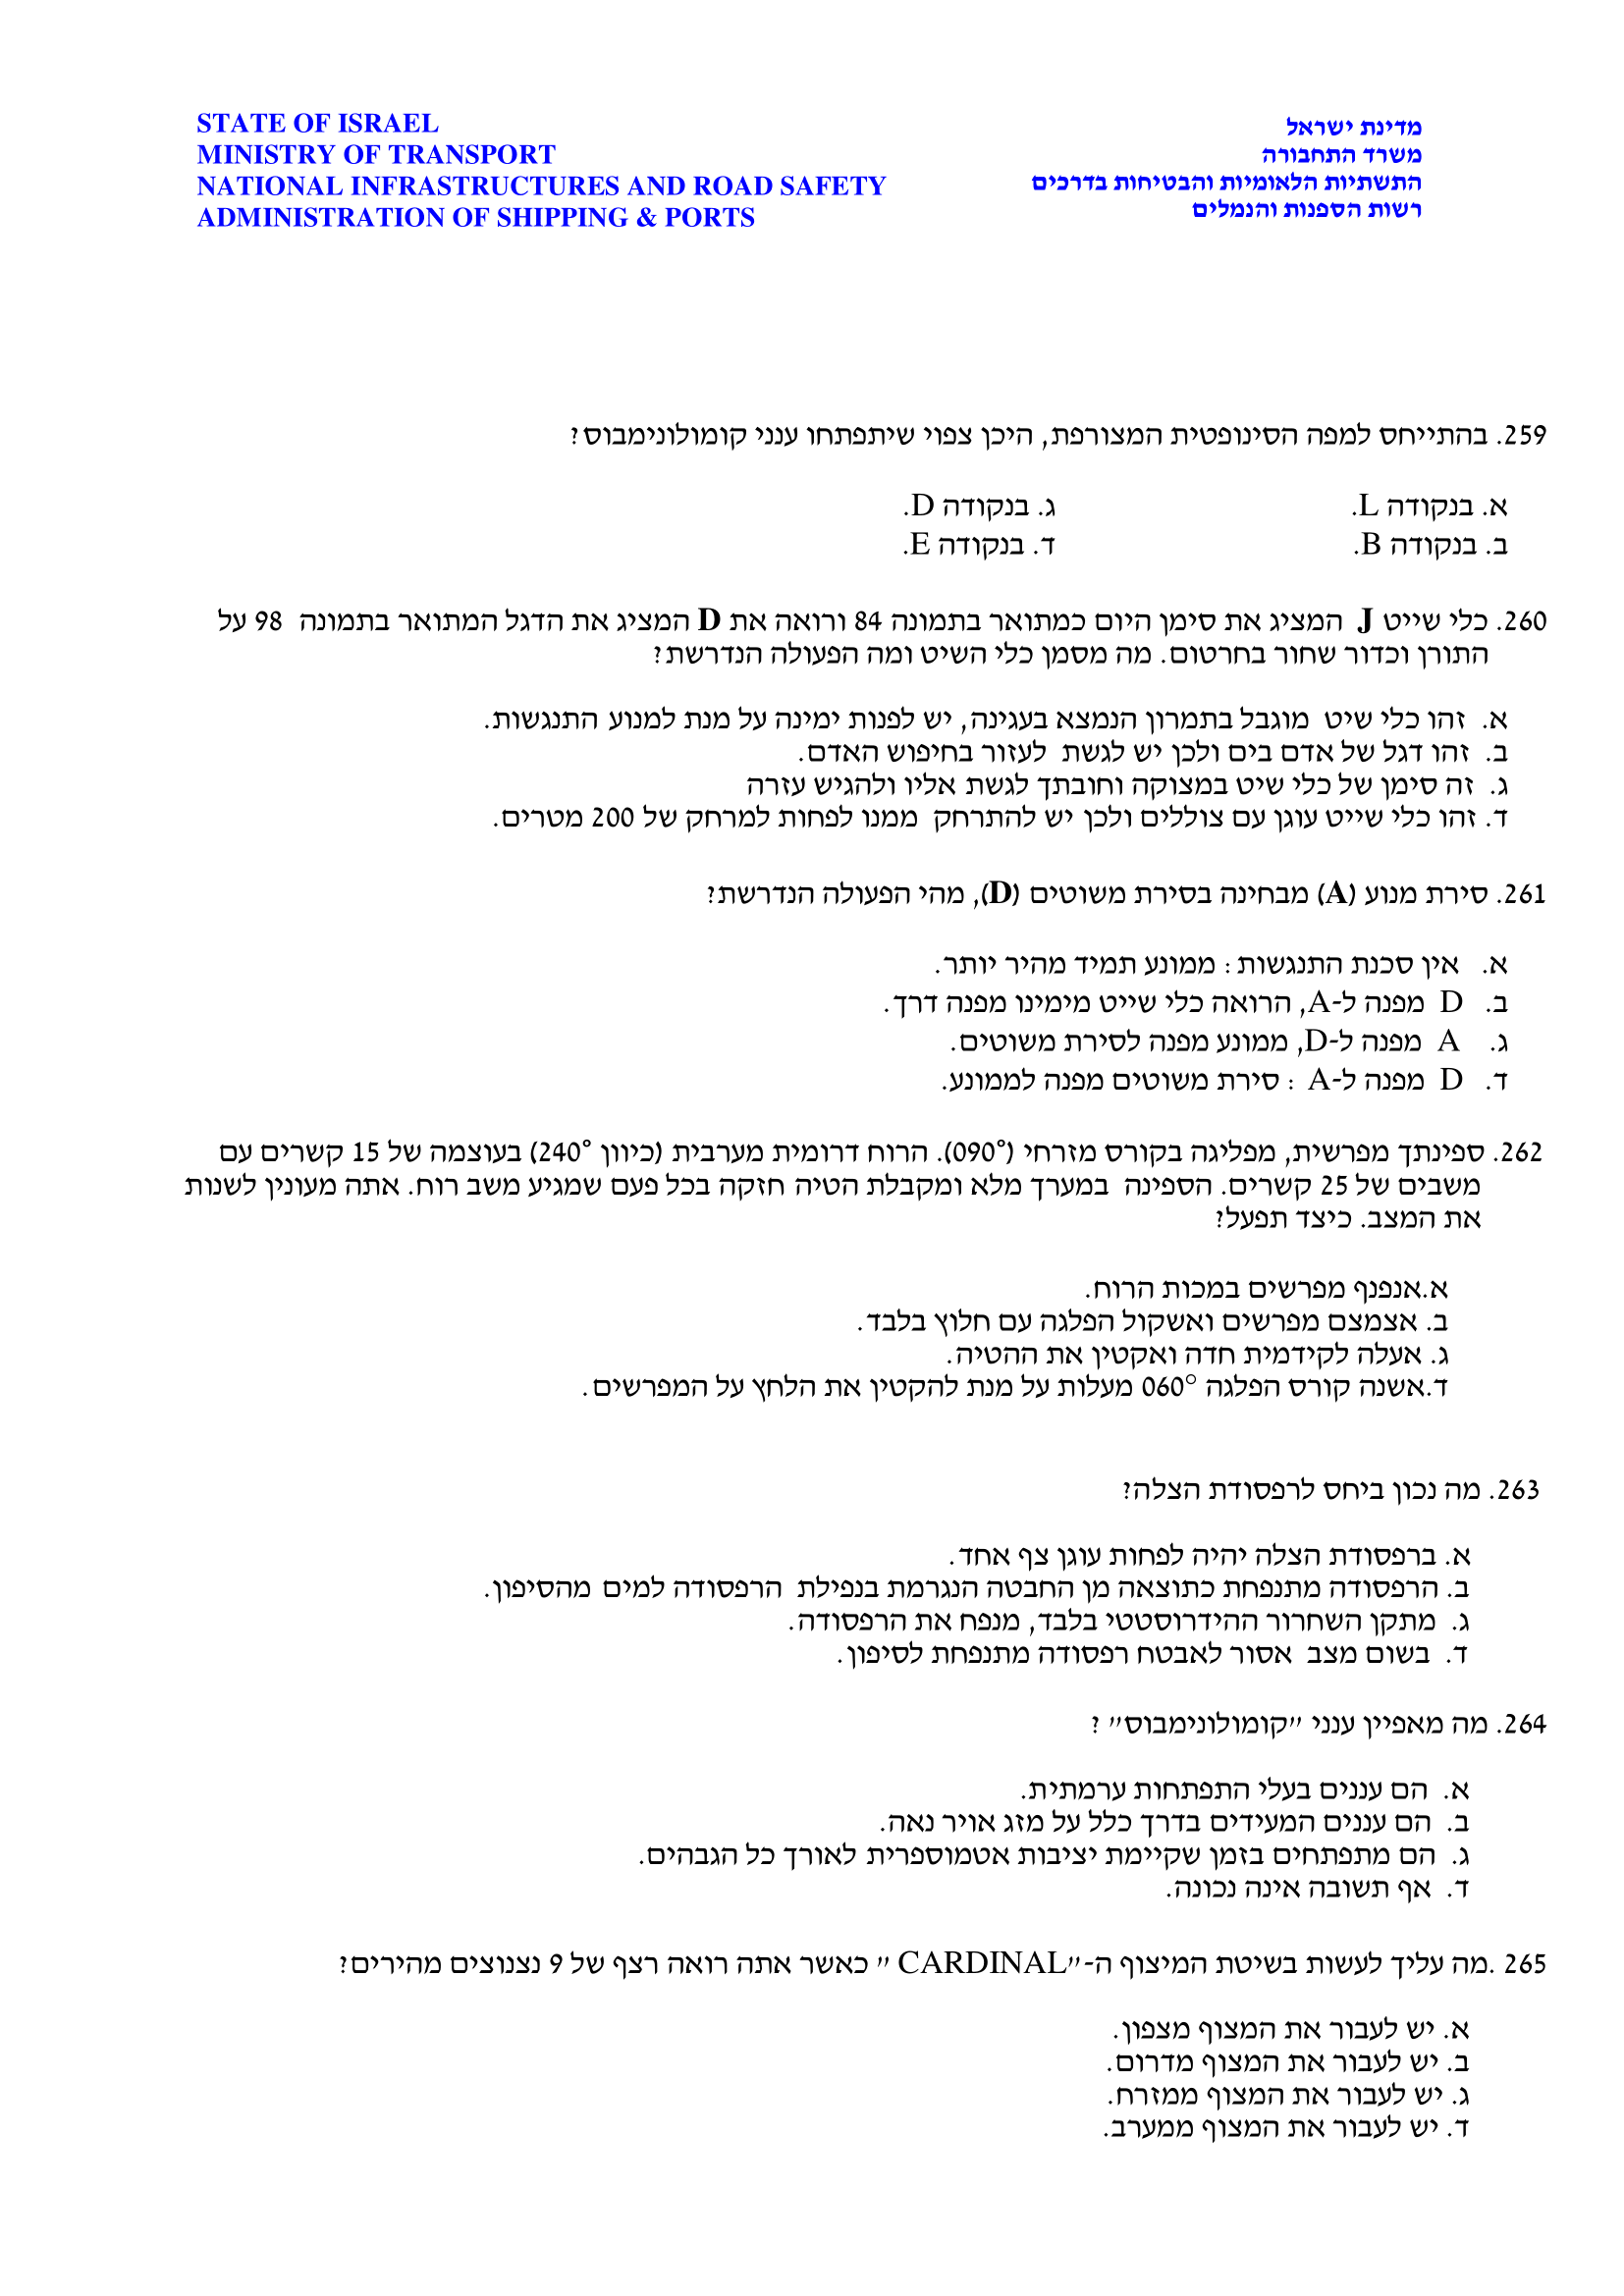 STATE OF ISRAEL
MINISTRY OF TRANSPORT
NATIONAL INFRASTRUCTURES AND ROAD SAFETY
ADMINISTRATION OF SHIPPING & PORTS
מדינת ישראל
משרד התחבורה
התשתיות הלאומיות והבטיחות בדרכים
רשות הספנות והנמלים
259. בהתייחס למפה הסינופטית המצורפת, היכן צפוי שיתפתחו ענני קומולונימבוס?
א. בנקודה L. ג. בנקודה D.
ב. בנקודה B. ד. בנקודה E.
260. כלי שייט J המציג את סימן היום כמתואר בתמונה 84 ורואה את D המציג את הדגל המתואר בתמונה 98 על
התורן וכדור שחור בחרטום. מה מסמן כלי השיט ומה הפעולה הנדרשת?
א. זהו כלי שיט מוגבל בתמרון הנמצא בעגינה, יש לפנות ימינה על מנת למנוע התנגשות.
ב. זהו דגל של אדם בים ולכן יש לגשת לעזור בחיפוש האדם.
ג. זה סימן של כלי שיט במצוקה וחובתך לגשת אליו ולהגיש עזרה
ד. זהו כלי שייט עוגן עם צוללים ולכן יש להתרחק ממנו לפחות למרחק של 200 מטרים.
261. סירת מנוע (A) מבחינה בסירת משוטים (D), מהי הפעולה הנדרשת?
א. אין סכנת התנגשות: ממונע תמיד מהיר יותר.
ב. D מפנה ל-A, הרואה כלי שייט מימינו מפנה דרך.
ג. A מפנה ל-D, ממונע מפנה לסירת משוטים.
ד. D מפנה ל-A : סירת משוטים מפנה לממונע.
262. ספינתך מפרשית, מפליגה בקורס מזרחי (090°). הרוח דרומית מערבית (כיוון 240°) בעוצמה של 15 קשרים עם
משבים של 25 קשרים. הספינה במערך מלא ומקבלת הטיה חזקה בכל פעם שמגיע משב רוח. אתה מעונין לשנות
את המצב. כיצד תפעל?
א.אנפנף מפרשים במכות הרוח.
ב. אצמצם מפרשים ואשקול הפלגה עם חלוץ בלבד.
ג. אעלה לקידמית חדה ואקטין את ההטיה.
ד.אשנה קורס הפלגה 060° מעלות על מנת להקטין את הלחץ על המפרשים.
263. מה נכון ביחס לרפסודת הצלה?
א. ברפסודת הצלה יהיה לפחות עוגן צף אחד.
ב. הרפסודה מתנפחת כתוצאה מן החבטה הנגרמת בנפילת הרפסודה למים מהסיפון.
ג. מתקן השחרור ההידרוסטטי בלבד, מנפח את הרפסודה.
ד. בשום מצב אסור לאבטח רפסודה מתנפחת לסיפון.
264. מה מאפיין ענני "קומולונימבוס" ?
א. הם עננים בעלי התפתחות ערמתית.
ב. הם עננים המעידים בדרך כלל על מזג אויר נאה.
ג. הם מתפתחים בזמן שקיימת יציבות אטמוספרית לאורך כל הגבהים.
ד. אף תשובה אינה נכונה.
265 .מה עליך לעשות בשיטת המיצוף ה-"CARDINAL " כאשר אתה רואה רצף של 9 נצנוצים מהירים?
א. יש לעבור את המצוף מצפון.
ב. יש לעבור את המצוף מדרום.
ג. יש לעבור את המצוף ממזרח.
ד. יש לעבור את המצוף ממערב.